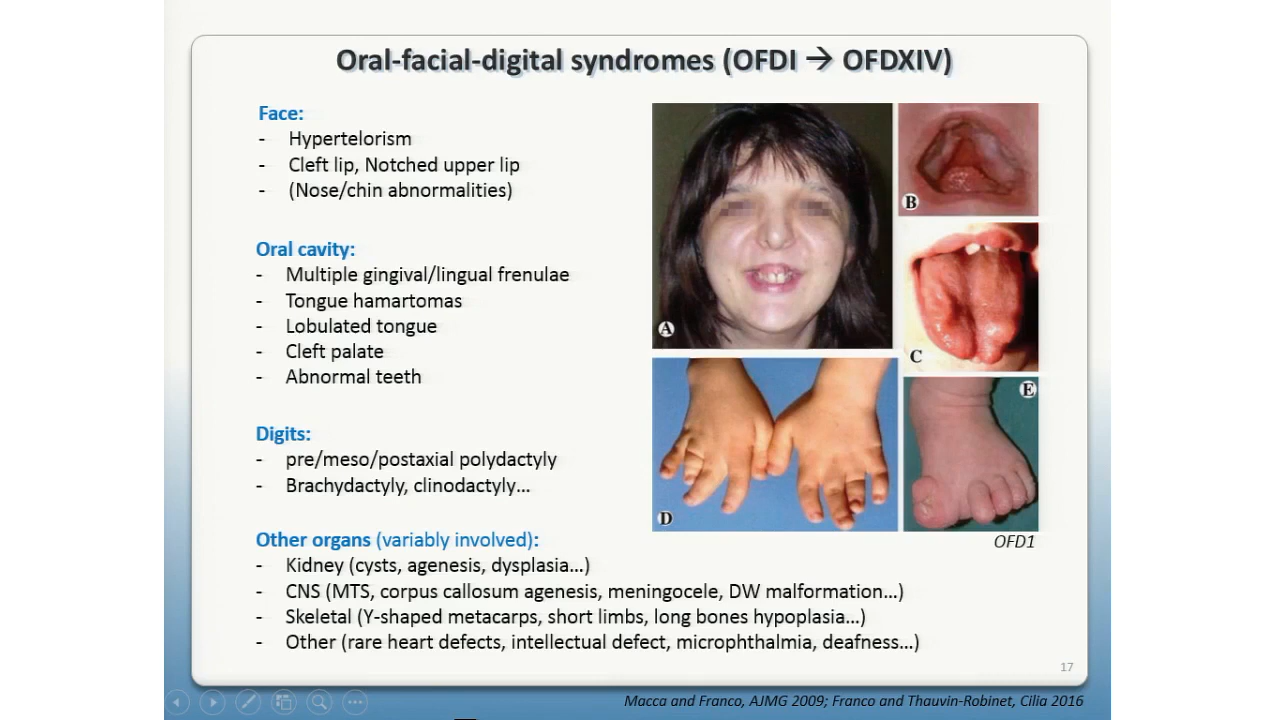 Oral-facial-digital syndromes (OFDI → OFDXIV)
Face:
- Hypertelorism
- Cleft lip, Notched upper lip
- (Nose/chin abnormalities)
Oral cavity:
- Multiple gingival/lingual frenulae
- Tongue hamartomas
- Lobulated tongue
- Cleft palate
- Abnormal teeth
Digits:
- pre/meso/postaxial polydactyly
- Brachydactyly, clinodactyly...
Other organs (variably involved):
- Kidney (cysts, agenesis, dysplasia...)
- CNS (MTS, corpus callosum agenesis, meningocele, DW malformation...)
- Skeletal (Y-shaped metacarps, short limbs, long bones hypoplasia...)
- Other (rare heart defects, intellectual defect, microphthalmia, deafness...)
A
B
C
D
E
OFD1
17
Macca and Franco, AJMG 2009; Franco and Thauvin-Robinet, Cilia 2016